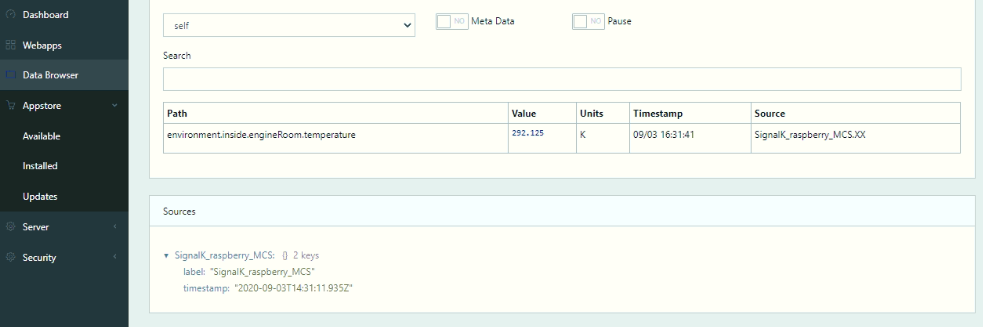 Dashboard
Webapps
Data Browser
Appstore
Available
Installed
Updates
Server
Security
self
NO Meta Data
NO Pause
Search
Path Value Units Timestamp Source
environment.inside.engineRoom.temperature 292.125 K 09/03 16:31:41 SignalK_raspberry_MCS.XX
Sources
SignalK_raspberry_MCS: {} 2 keys
label: "SignalK_raspberry_MCS"
timestamp: "2020-09-03T14:31:11.935Z"